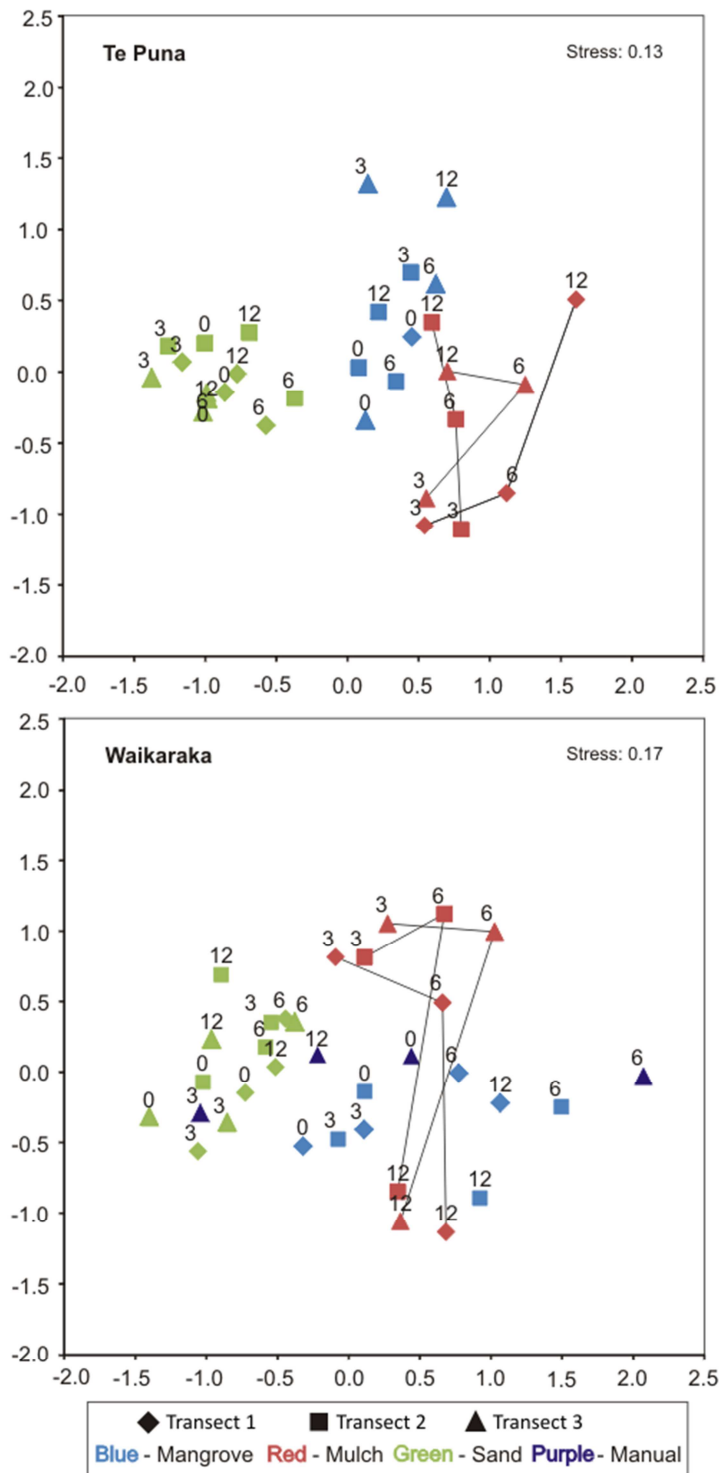 2.5
Te Puna Stress: 0.13
2.0
1.5
3 12
1.0
3 6
0.5
12 12 12
3 3 0 12 0
0.0
3 12 0 0 6 12 6
12 6 6 0 6 6
0 0
-0.5
3 6
-1.0
3 3
-1.5
-2.0
-2.0 -1.5 -1.0 -0.5 0.0 0.5 1.0 1.5 2.0 2.5
2.5
Waikaraka Stress: 0.17
2.0
1.5
3 6 6
1.0
3 3
12
0.5
6
12 3 6 6
6 12 12 0 6
0.0
0 0 0 6
0 3 3 12 6
-0.5
3 0 3 3
12 12
-1.0
12 12
-1.5
-2.0
-2.0 -1.5 -1.0 -0.5 0.0 0.5 1.0 1.5 2.0 2.5
Transect 1 Transect 2 Transect 3
Blue - Mangrove Red - Mulch Green - Sand Purple - Manual